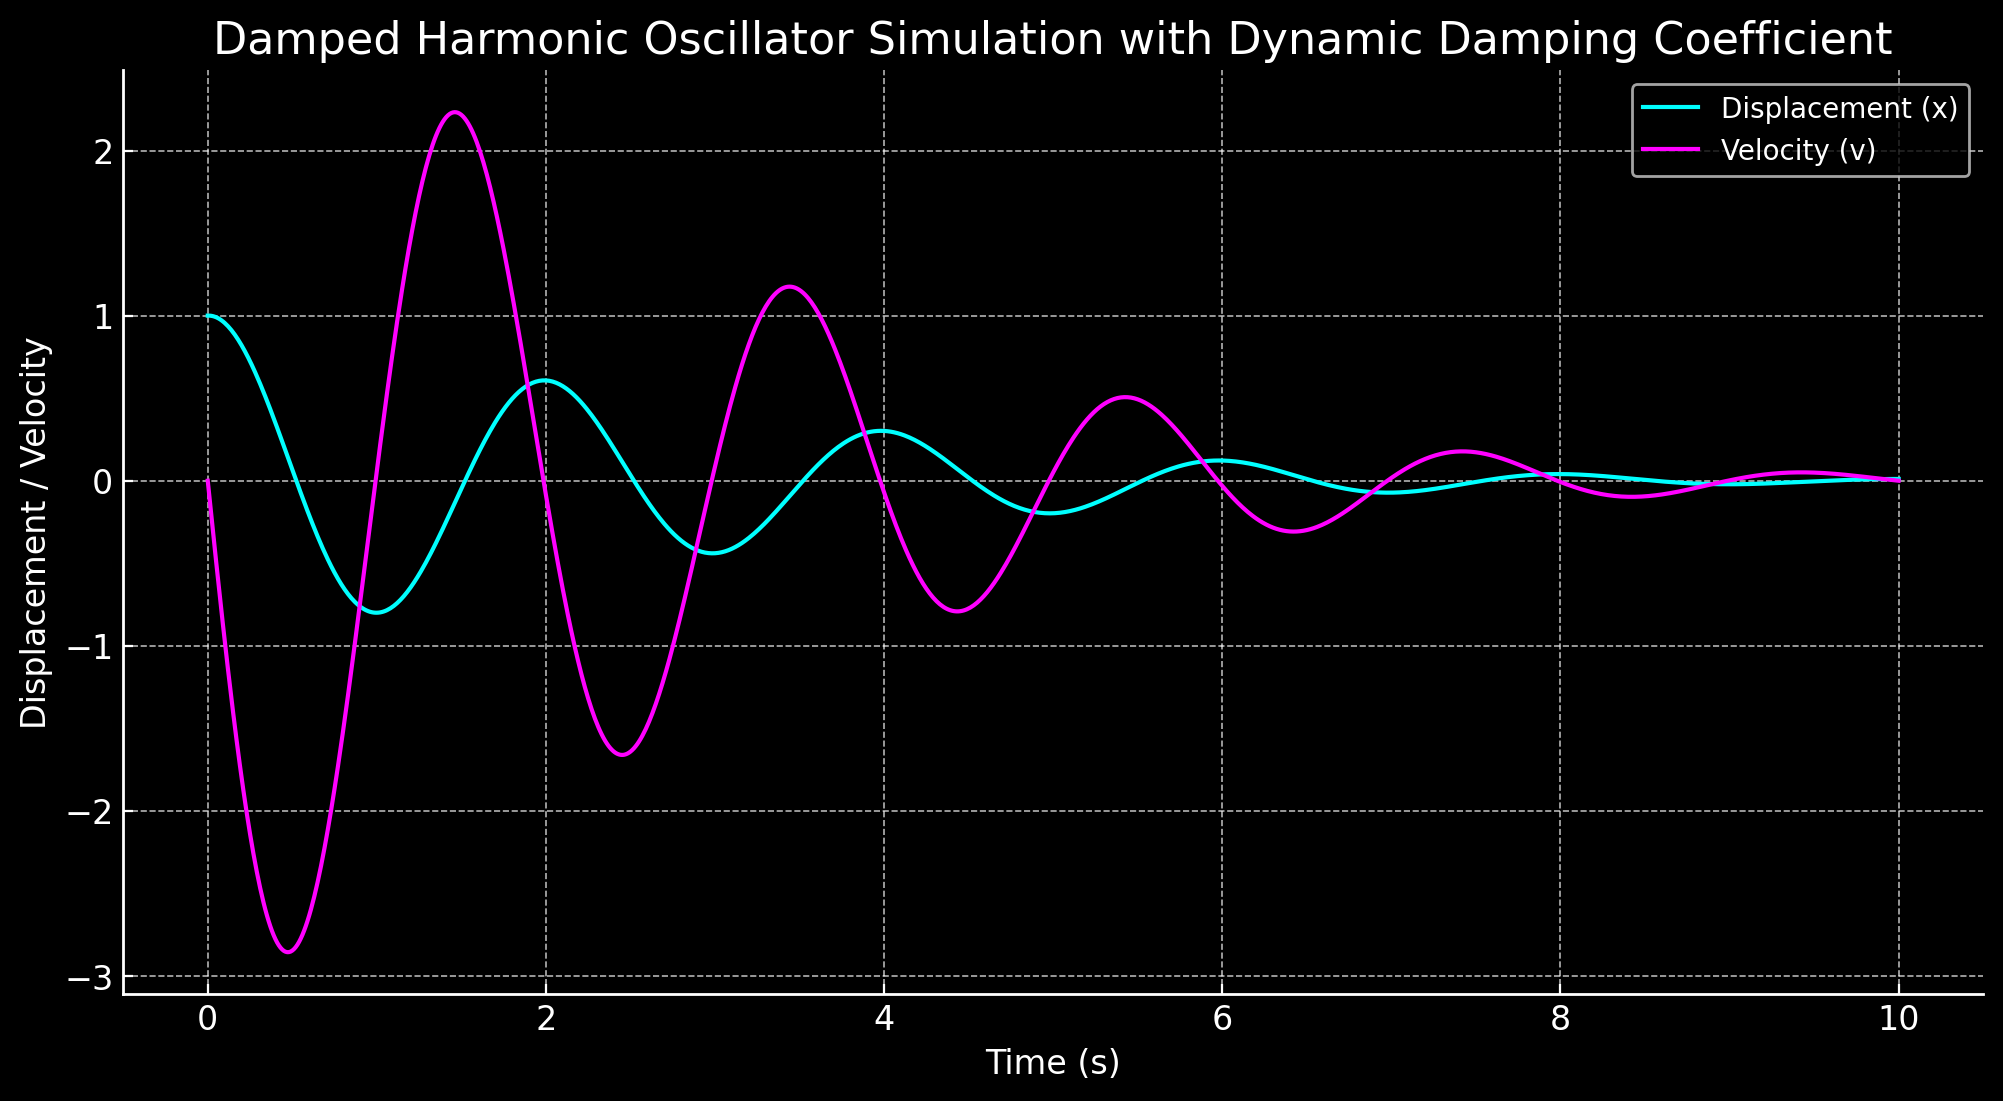 Damped Harmonic Oscillator Simulation with Dynamic Damping Coefficient
Displacement (x)
Velocity (v)
Displacement / Velocity
2
1
0
−1
−2
−3
0 2 4 6 8 10
Time (s)